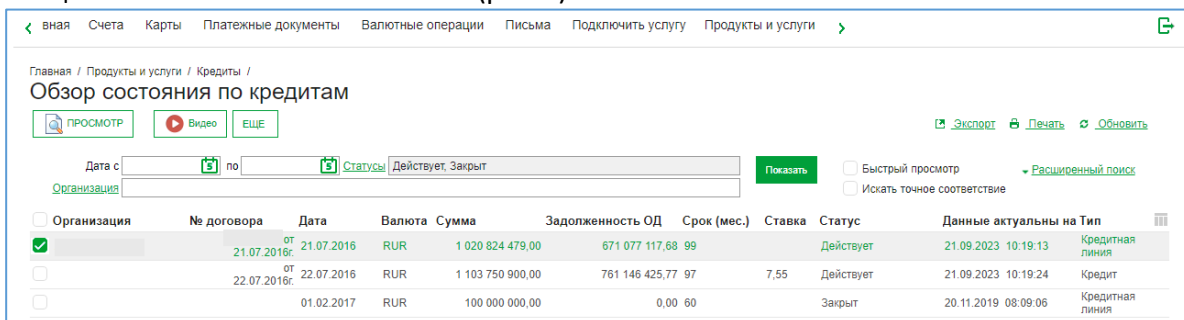 вная Счета Карты Платежные документы Валютные операции Письма Подключить услугу Продукты и услуги
Главная / Продукты и услуги / Кредиты /
Обзор состояния по кредитам
ПРОСМОТР Видео ЕЩЕ Экспорт Печать Обновить
Дата с 5 по 5 Статусы Действует, Закрыт Показать Быстрый просмотр Расширенный поиск
Организация Искать точное соответствие
Организация № договора Дата Валюта Сумма Задолженность ОД Срок (мес.) Ставка Статус Данные актуальны на Тип
от 21.07.2016г. 21.07.2016 RUR 1 020 824 479,00 671 077 117,68 99 Действует 21.09.2023 10:19:13 Кредитная линия
от 22.07.2016г. 22.07.2016 RUR 1 103 750 900,00 761 146 425,77 97 7,55 Действует 21.09.2023 10:19:24 Кредит
01.02.2017 RUR 100 000 000,00 0,00 60 Закрыт 20.11.2019 08:09:06 Кредитная линия